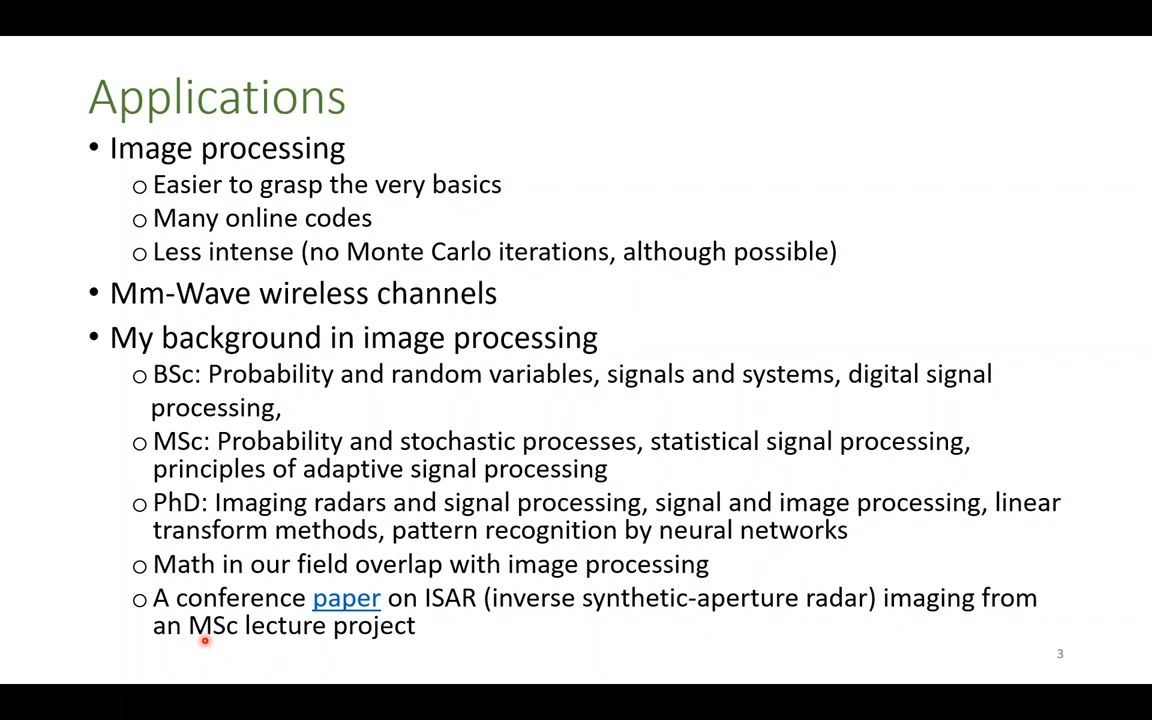 Applications
• Image processing
o Easier to grasp the very basics
o Many online codes
o Less intense (no Monte Carlo iterations, although possible)
• Mm-Wave wireless channels
• My background in image processing
o BSc: Probability and random variables, signals and systems, digital signal
processing,
o MSc: Probability and stochastic processes, statistical signal processing,
principles of adaptive signal processing
o PhD: Imaging radars and signal processing, signal and image processing, linear
transform methods, pattern recognition by neural networks
o Math in our field overlap with image processing
o A conference paper on ISAR (inverse synthetic-aperture radar) imaging from
an MSc lecture project
3